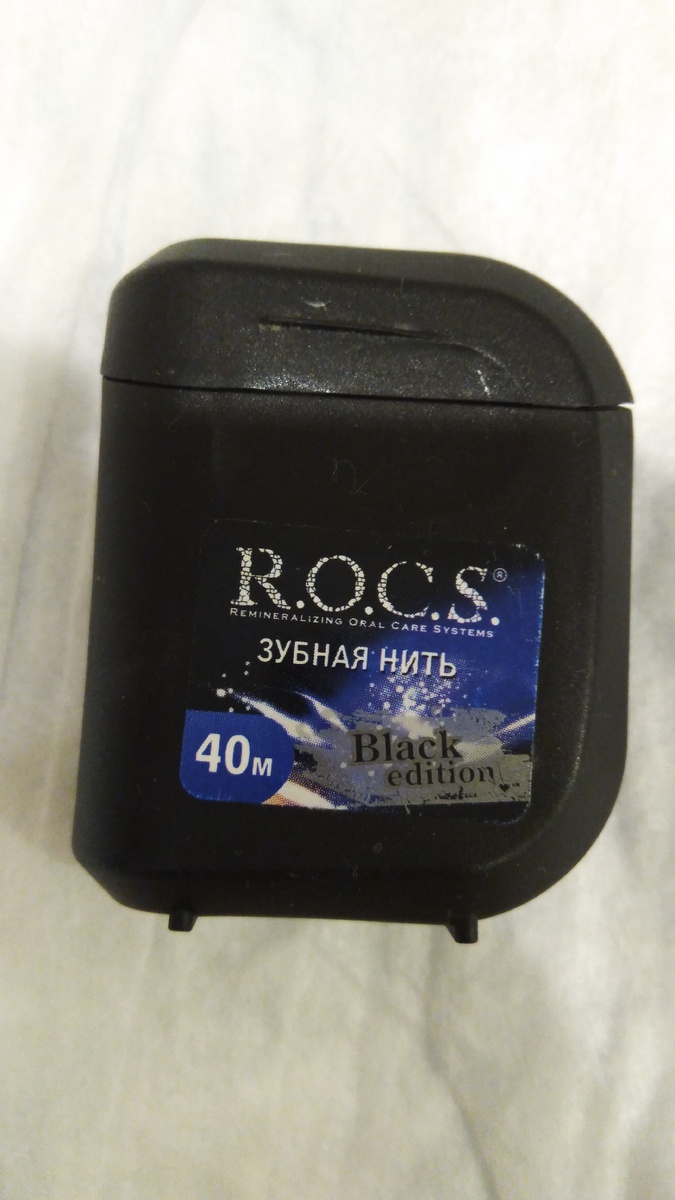 R.O.C.S.®
REMINERALIZING ORAL CARE SYSTEMS
ЗУБНАЯ НИТЬ
40м
Black
edition